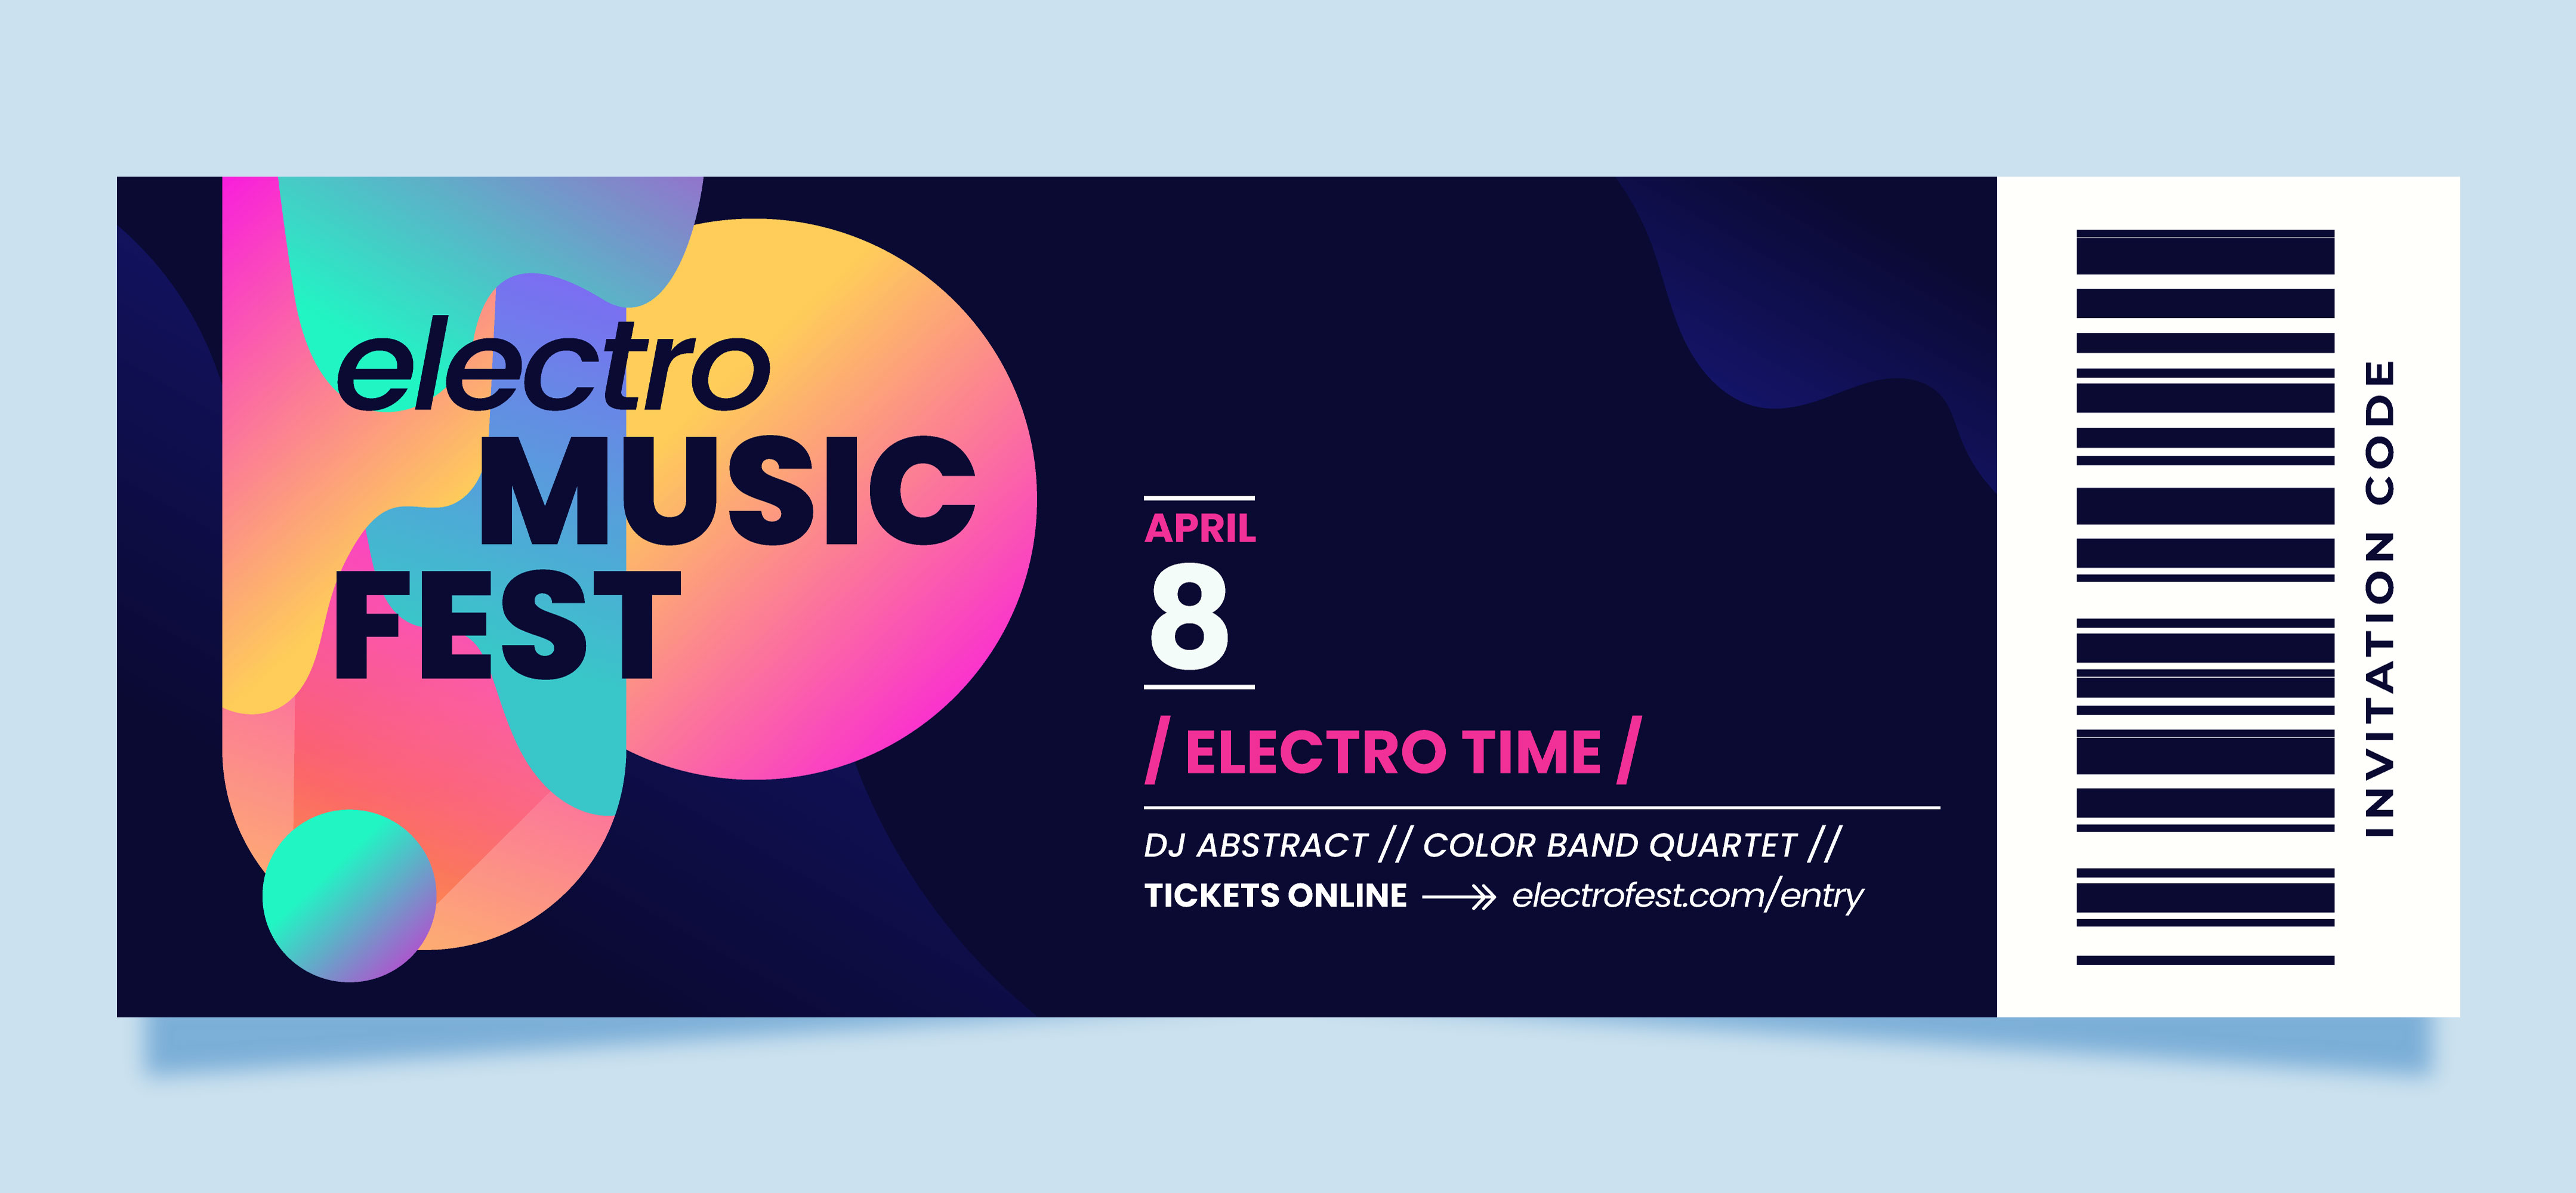 electro
MUSIC
FEST
APRIL
8
/ ELECTRO TIME /
DJ ABSTRACT // COLOR BAND QUARTET //
TICKETS ONLINE electrofest.com/entry
INVITATION CODE